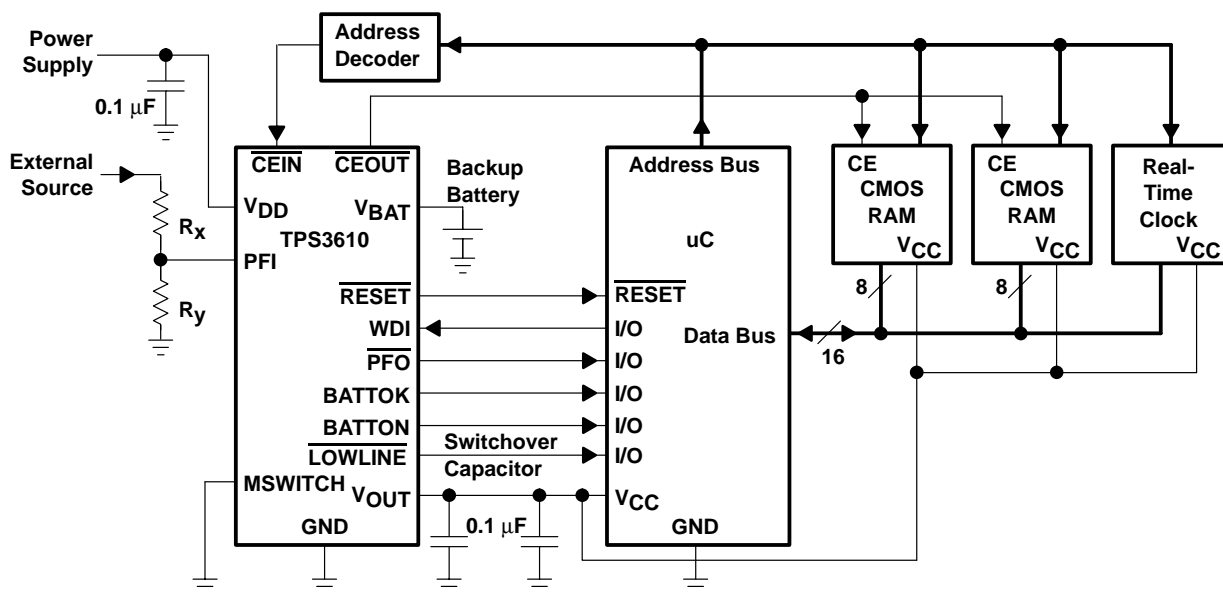 Power
Supply
0.1 μF
Address
Decoder
External
Source
Rx
Ry
CEIN
CEOUT
VDD
VBAT
TPS3610
PFI
RESET
WDI
PFO
BATTOK
BATTON
LOWLINE
MSWITCH
VOUT
GND
Backup
Battery
Switchover
Capacitor
0.1 μF
Address Bus
uC
RESET
I/O
Data Bus
I/O
I/O
I/O
I/O
VCC
GND
16
CE
CMOS
RAM
VCC
8
CE
CMOS
RAM
VCC
8
Real-
Time
Clock
VCC